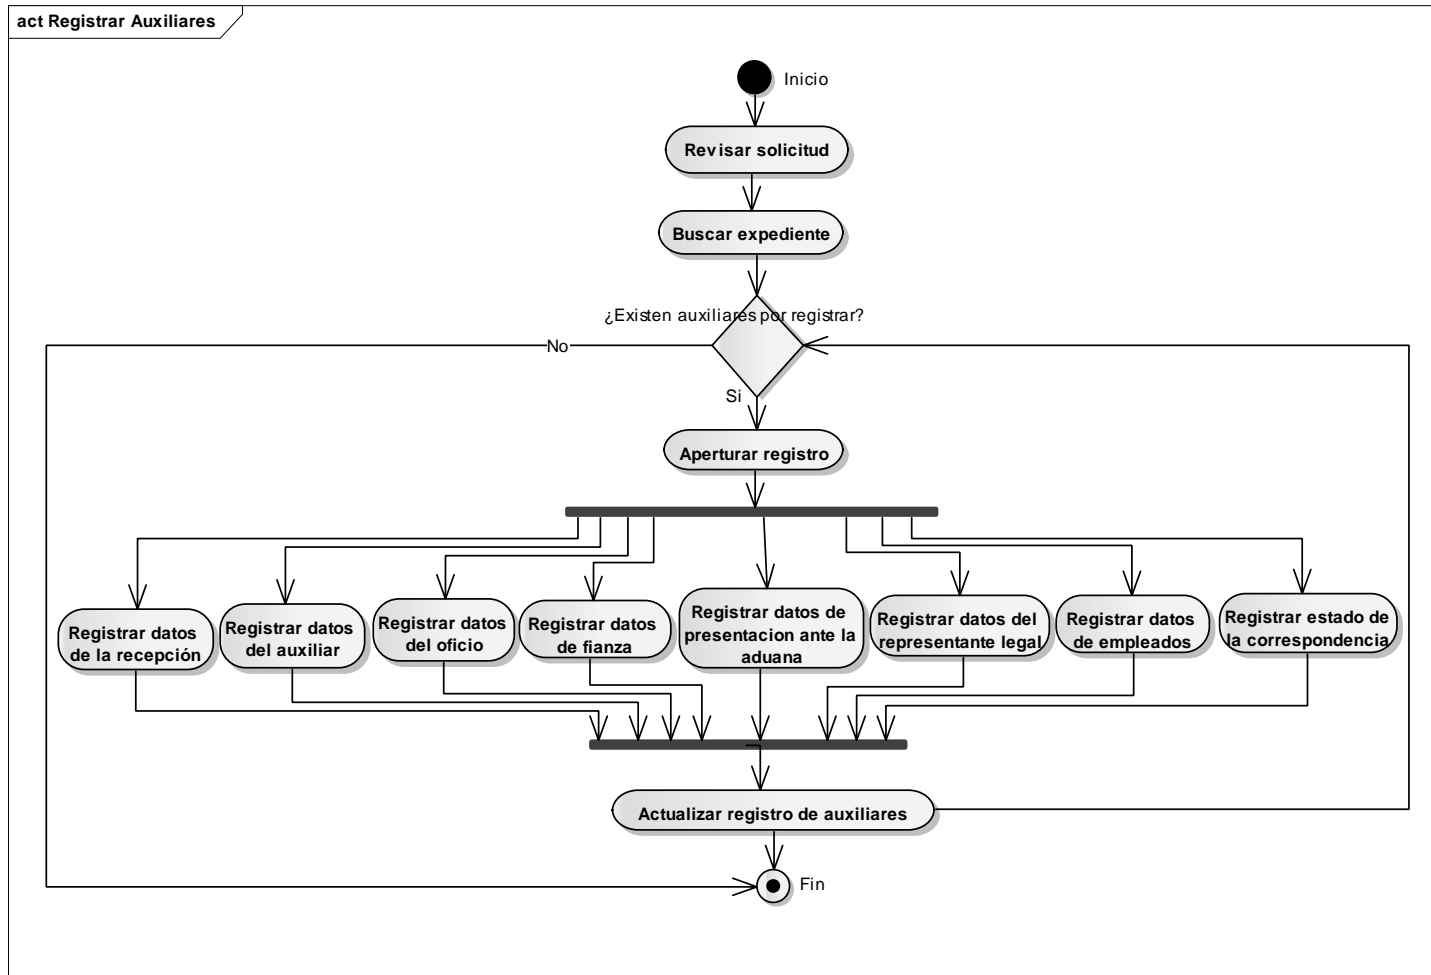 act Registrar Auxiliares
Inicio
Revisar solicitud
Buscar expediente
¿Existen auxiliares por registrar?
No
Si
Aperturar registro
Registrar datos
de la recepción
Registrar datos
del auxiliar
Registrar datos
del oficio
Registrar datos
de fianza
Registrar datos de
presentacion ante la
aduana
Registrar datos del
representante legal
Registrar datos
de empleados
Registrar estado de
la correspondencia
Actualizar registro de auxiliares
Fin